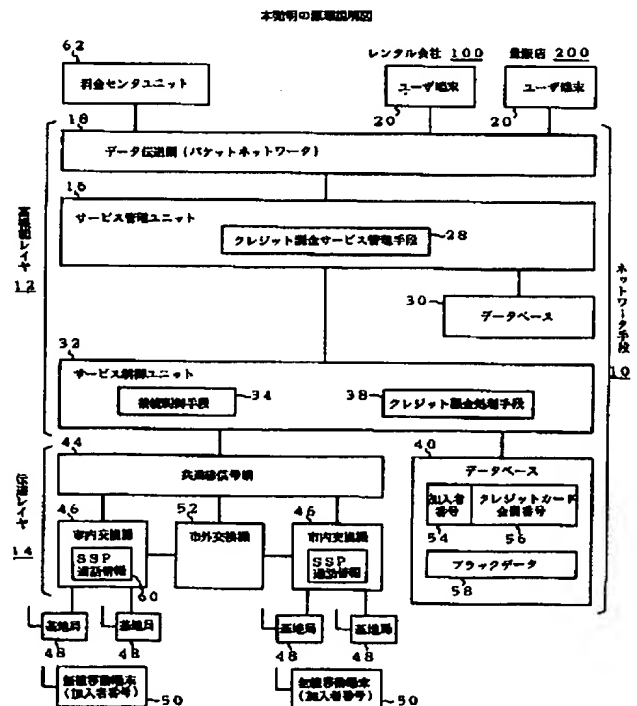 本発明の原理説明図
62
料金センタユニット
レンタル会社 100
ユーザ端末
20
量販店 200
ユーザ端末
20
18
データ伝送網(パケットネットワーク)
16
サービス管理ユニット
クレジット課金サービス管理手段
28
高機能レイヤ
12
30
データベース
ネットワーク手段
10
32
サービス制御ユニット
接続制御手段
34
38
クレジット課金処理手段
44
共通線信号網
伝達レイヤ
14
46
市内交換機
SSP
通話情報
60
52
市外交換機
46
市内交換機
SSP
通話情報
40
データベース
加入者
番号
54
クレジットカード
会員番号
56
ブラックデータ
58
基地局
48
基地局
48
基地局
48
基地局
48
無線移動端末
(加入者番号)
50
無線移動端末
(加入者番号)
50